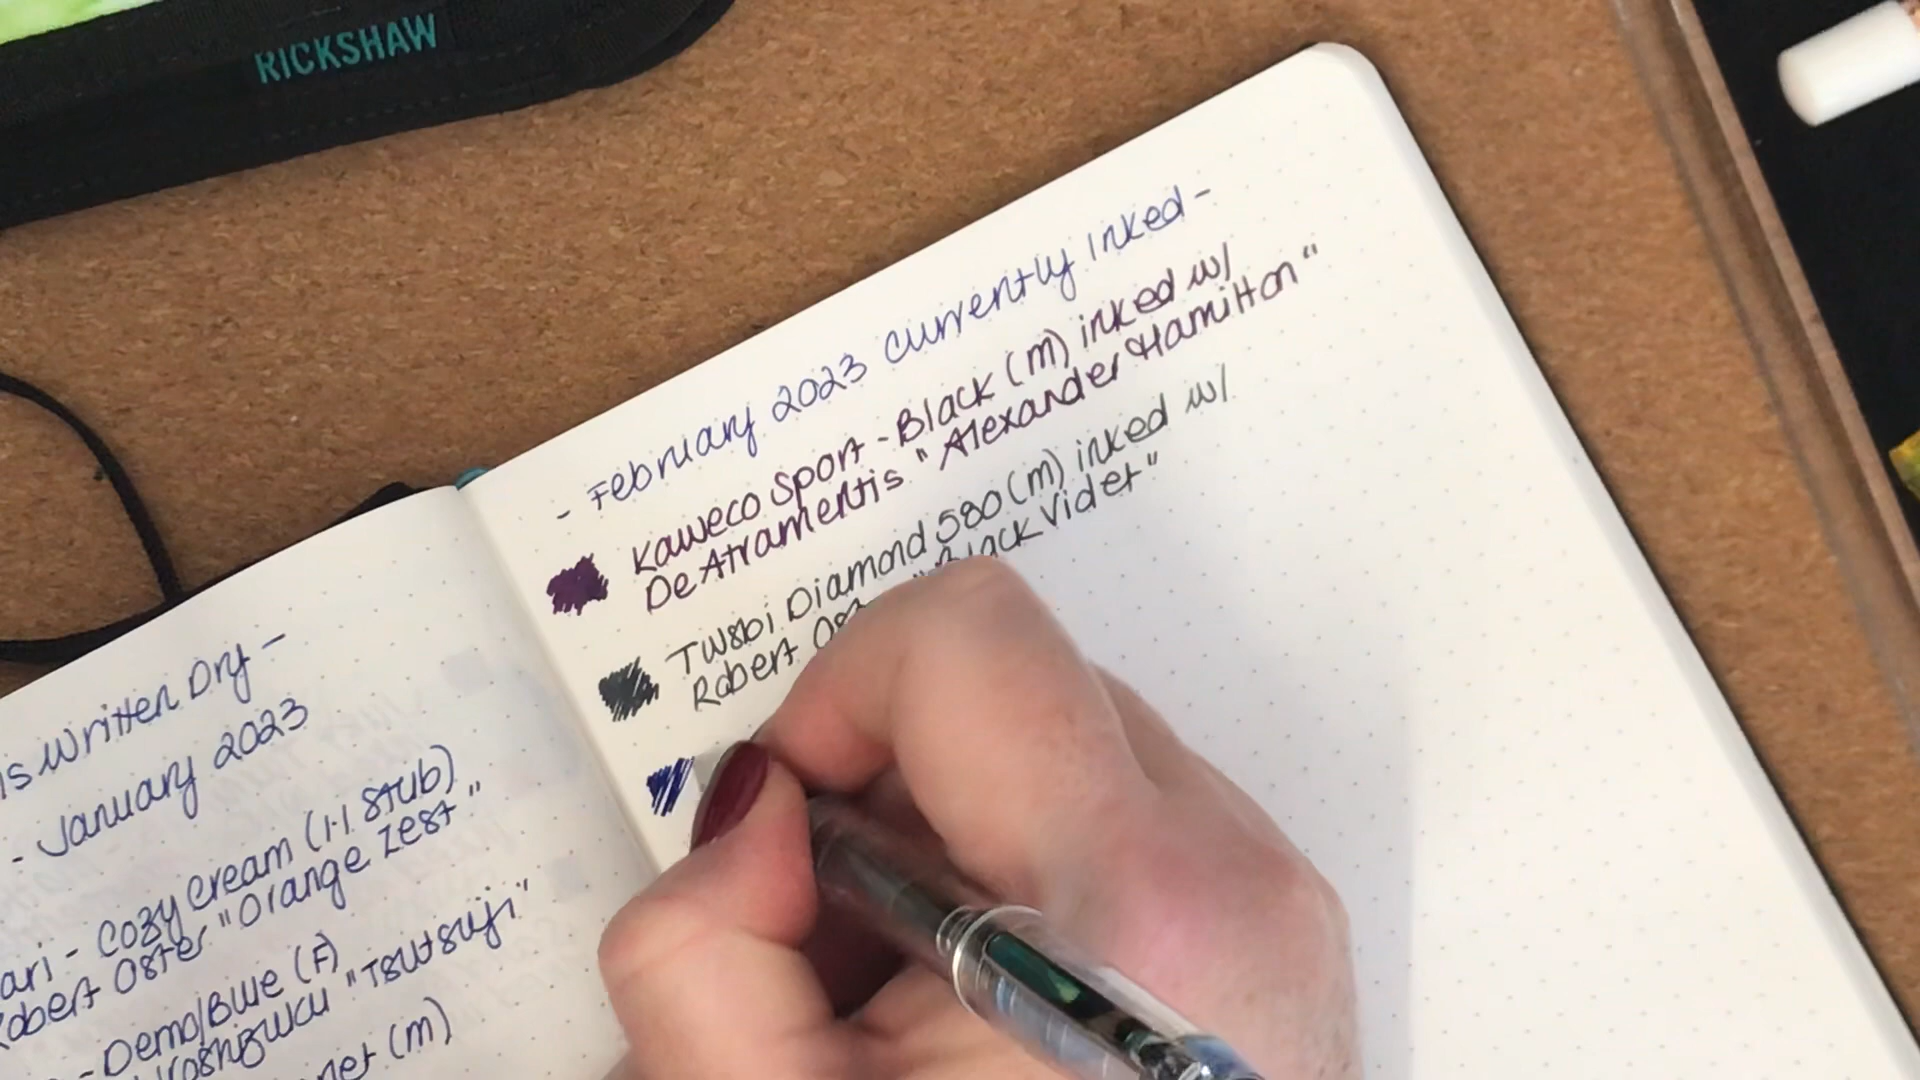 RICKSHAW
- February 2023 Currently Inked -
Kaweco Sport - Black (M) inked w/
De Atramentis "Alexander Hamilton"
TWSBI Diamond 580 (M) inked w/
Robert "Black Violet"
Written Dry -
- January 2023
- Cozy Cream (1.1 Stub)
Robert Oster "Orange Zest"
- Demo/Blue (F)
"Tsutsuji"
(M)